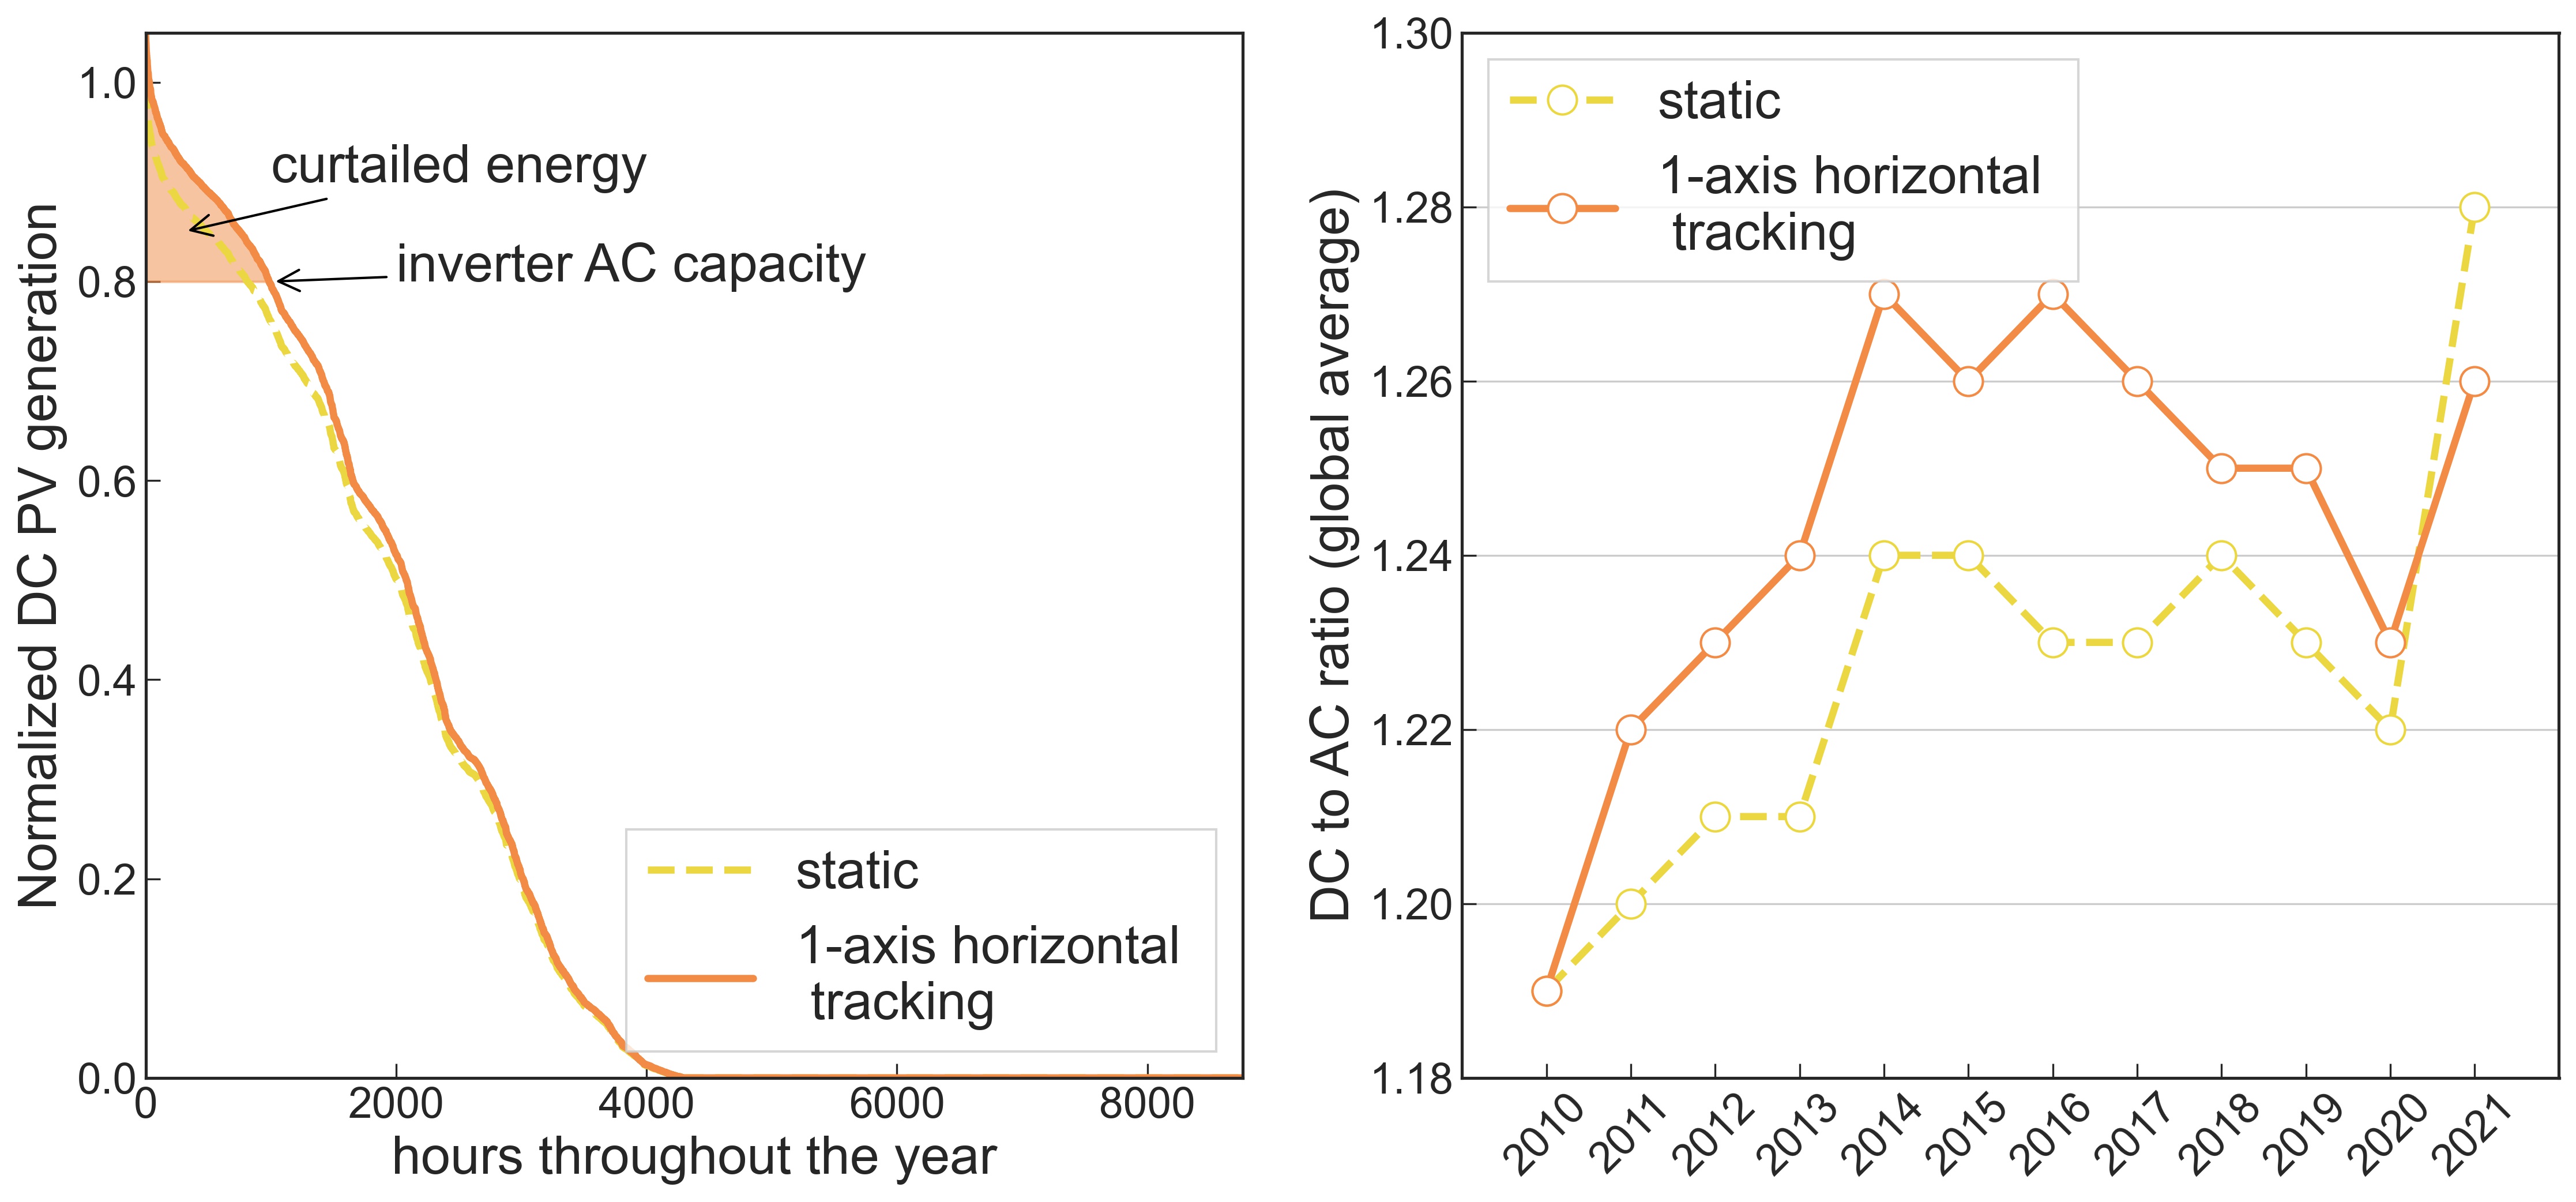 Normalized DC PV generation
1.0
0.8
0.6
0.4
0.2
0.0
curtailed energy
inverter AC capacity
static
1-axis horizontal
tracking
0
2000
4000
6000
8000
hours throughout the year
DC to AC ratio (global average)
1.30
1.28
1.26
1.24
1.22
1.20
1.18
static
1-axis horizontal
tracking
2010
2011
2012
2013
2014
2015
2016
2017
2018
2019
2020
2021